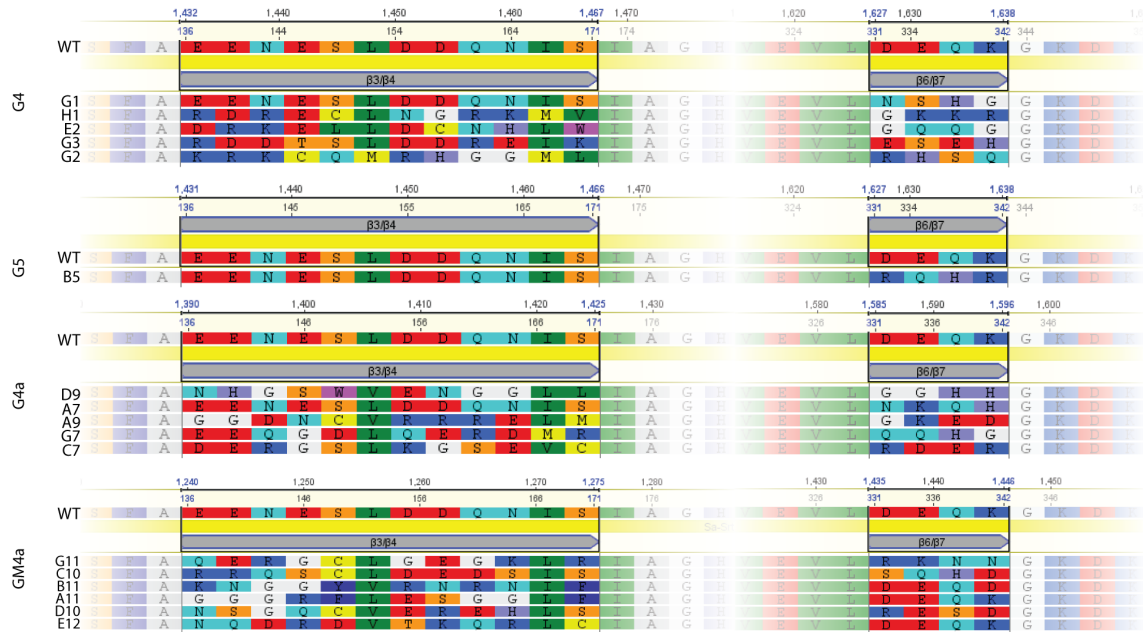 1,432 1,440 1,450 1,460 1,467 1,470 1,620 1,627 1,630 1,638
136 144 154 164 171 174 324 331 334 342 344
WT S F A E E N E S L D D Q N I S I A G H E V L D E Q K G K D K
β3/β4 β6/β7
G4
G1 S F A E E N E S L D D Q N I S I A G H E V L N S H G G K D K
H1 S F A R D R E C L N G R K M V I A G H E V L G K K R G K D K
E2 S F A D R K E L L D C N H L W I A G H E V L G Q Q G G K D K
G3 S F A R D D T S L D D R E I K I A G H E V L E S E H G K D K
G2 S F A K R K C Q M R H G G M L I A G H E V L R H S Q G K D K
1,431 1,440 1,450 1,460 1,466 1,470 1,620 1,627 1,630 1,638
136 146 155 165 171 175 324 331 334 342 344
β3/β4 β6/β7
G5
WT S F A E E N E S L D D Q N I S I A G H E V L D E Q K G K D K
B5 S F A E E N E S L D D Q N I S I A G H E V L R Q H R G K D K
1,390 1,400 1,410 1,420 1,425 1,430 1,580 1,585 1,590 1,596 1,600
136 146 156 166 171 176 326 331 336 342 346
WT S F A E E N E S L D D Q N I S I A G H E V L D E Q K G K D K
β3/β4 β6/β7
G4a
D9 S F A N H G S W V E N G G L L I A G H E V L G G H H G K D K
A7 S F A E E N E S L D D Q N I S I A G H E V L N K Q H G K D K
A9 S F A G G D N C V R R R E L M I A G H E V L G K E D G K D K
G7 S F A E E Q G D L Q E R D M R I A G H E V L Q Q H G G K D K
C7 S F A D E R G S L K G S E V C I A G H E V L R D E R G K D K
1,240 1,250 1,260 1,270 1,275 1,280 1,430 1,435 1,440 1,446 1,450
136 146 156 166 171 176 326 331 336 342 346
WT S F A E E N E S L D D Q N I S I A G H E V L D E Q K G K D K
β3/β4 β6/β7
GM4a
G11 S F A Q E R G C L G E G K L R I A G H E V L R K N N G K D K
C10 S F A R R Q S C L D E D S I S I A G H E V L S Q H D G K D K
B11 S F A K N G G Y V R N R N I F I A G H E V L D E Q D G K D K
A11 S F A G G G R F L E S G G L F I A G H E V L D E Q D G K D K
D10 S F A N S G Q C V E R E H L S I A G H E V L R E S D G K D K
E12 S F A N Q D R D V T K Q R L C I A G H E V L D E Q K G K D K